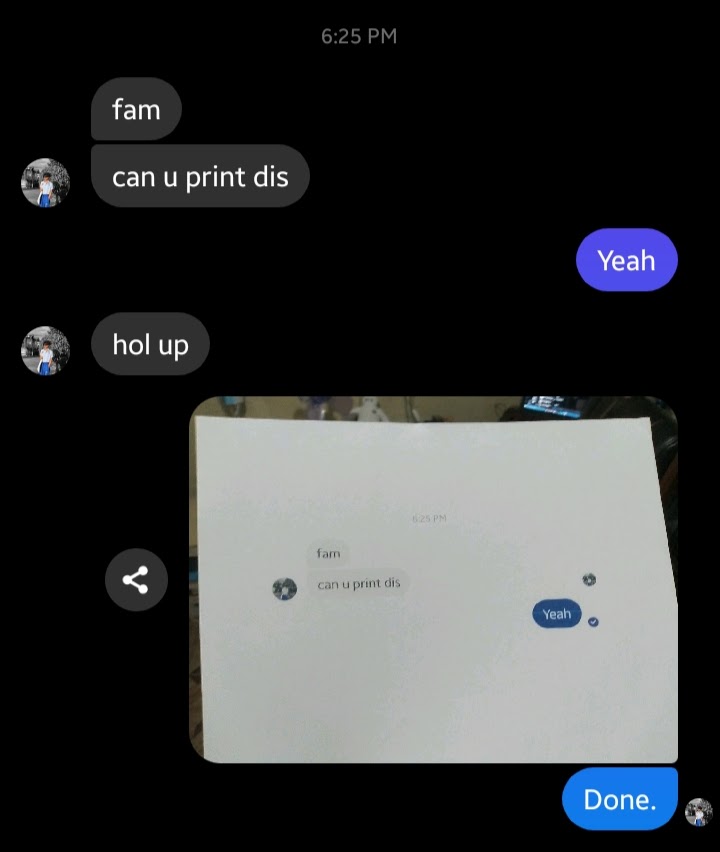 6:25 PM
fam
can u print dis
Yeah
hol up
6:25 PM
fam
can u print dis
Yeah
Done.